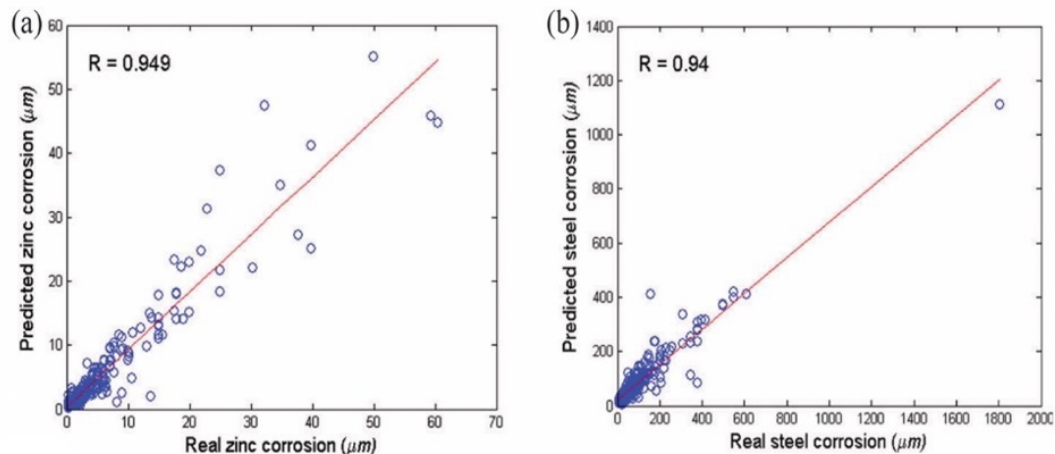 (a)
R = 0.949
Predicted zinc corrosion (μm)
60
50
40
30
20
10
0
0 10 20 30 40 50 60 70
Real zinc corrosion (μm)
(b)
R = 0.94
Predicted steel corrosion (μm)
1400
1200
1000
800
600
400
200
0
0 200 400 600 800 1000 1200 1400 1600 1800 2000
Real steel corrosion (μm)